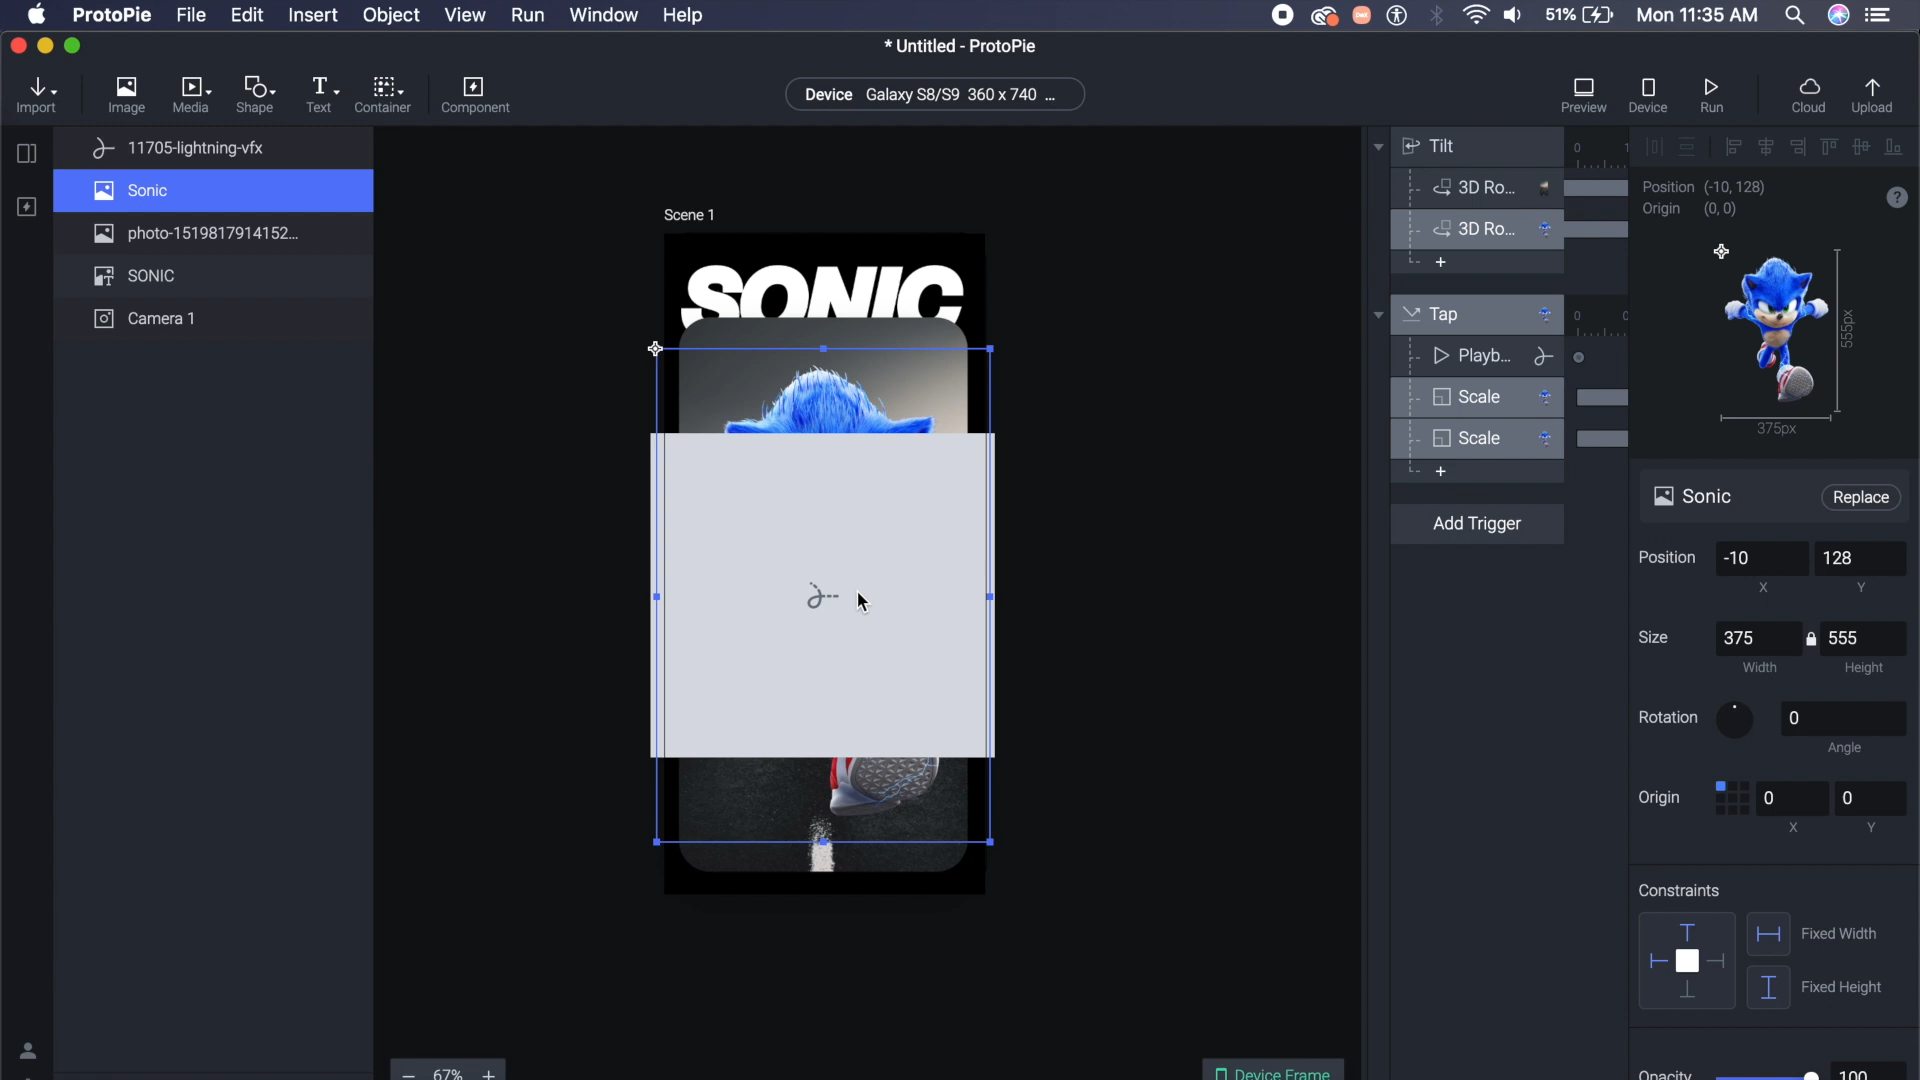 ProtoPie File Edit Insert Object View Run Window Help 51% Mon 11:35 AM
* Untitled - ProtoPie
Import Image Media Shape Text Container Component Device Galaxy S8/S9 360 x 740 ... Preview Device Run Cloud Upload
11705-lightning-vfx
Sonic
photo-1519817914152...
SONIC
Camera 1
Scene 1
SONIC
67%
Device Frame
Tilt 0 1
3D Ro...
3D Ro...
+
Tap 0 0
Playb...
Scale
Scale
+
Add Trigger
Position (-10, 128)
Origin (0, 0)
?
555px
375px
Sonic Replace
Position -10 128
X Y
Size 375 555
Width Height
Rotation 0
Angle
Origin 0 0
X Y
Constraints
Fixed Width
Fixed Height
Opacity 100